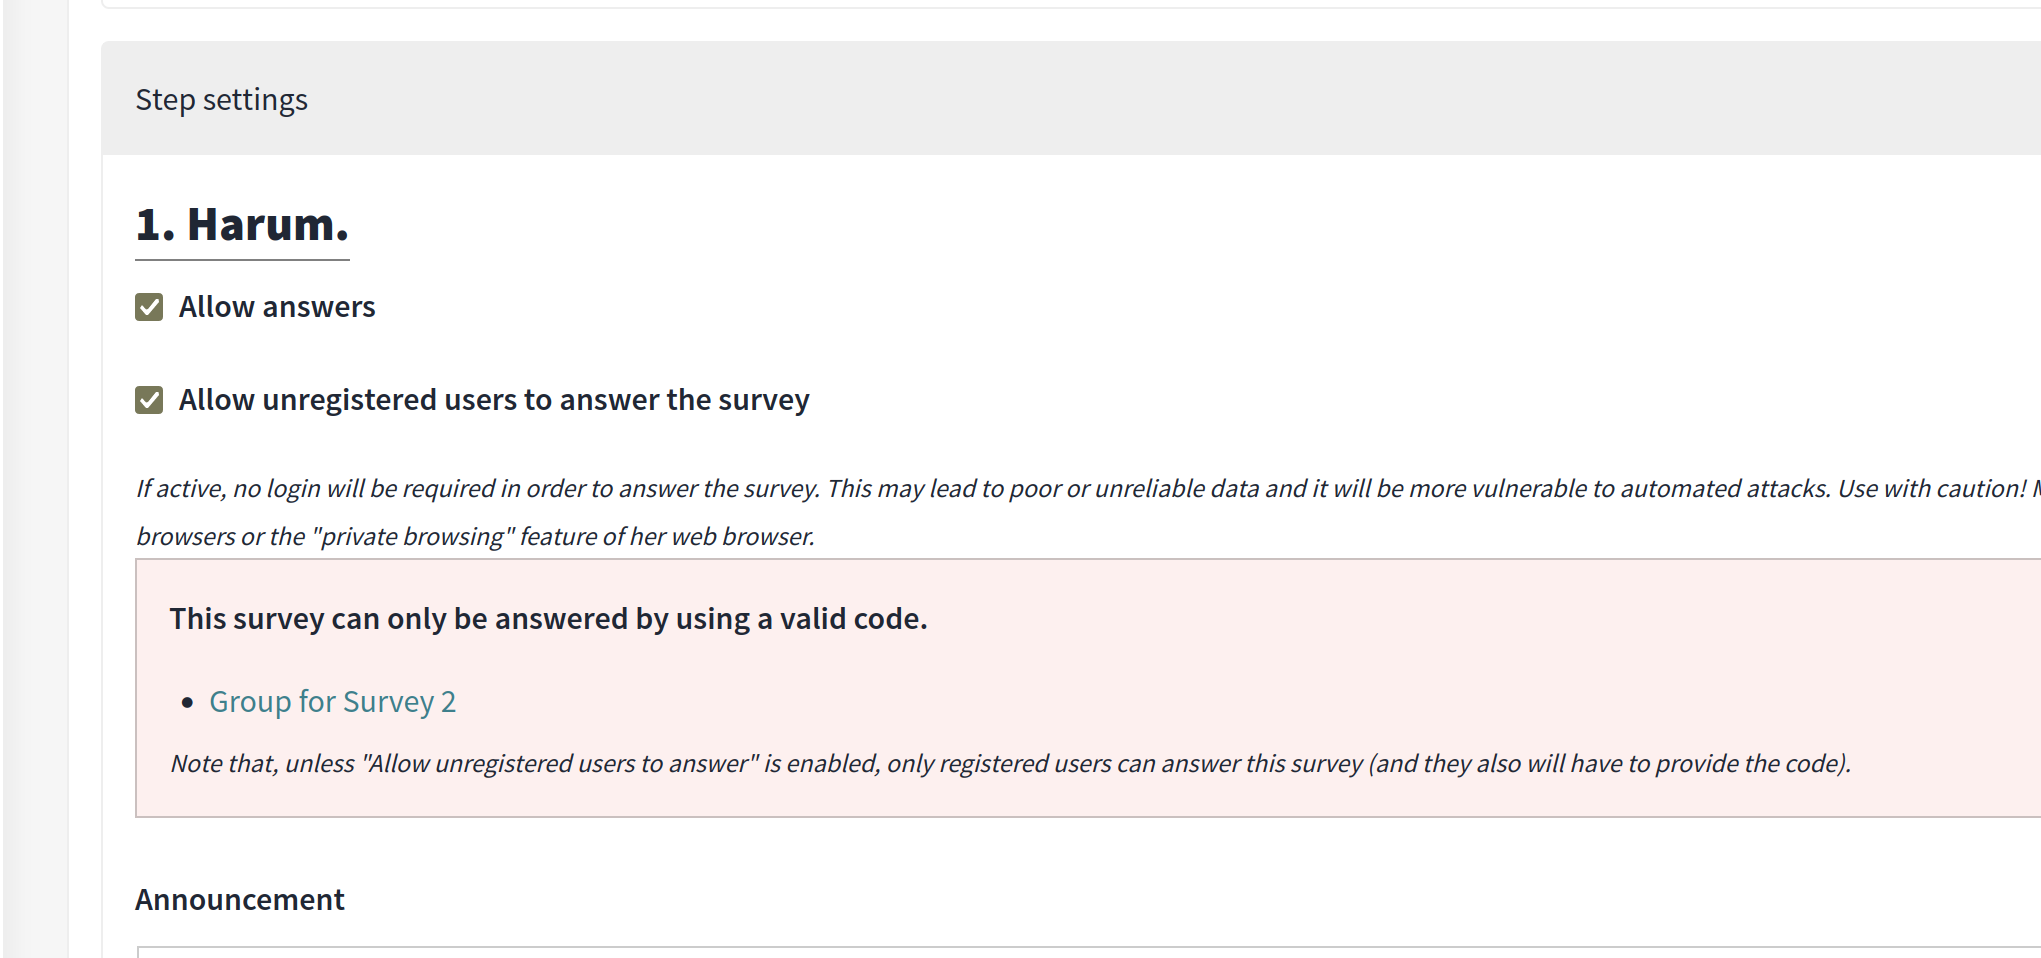 Step settings
1. Harum.
Allow answers
Allow unregistered users to answer the survey
If active, no login will be required in order to answer the survey. This may lead to poor or unreliable data and it will be more vulnerable to automated attacks. Use with caution!
browsers or the "private browsing" feature of her web browser.
This survey can only be answered by using a valid code.
• Group for Survey 2
Note that, unless "Allow unregistered users to answer" is enabled, only registered users can answer this survey (and they also will have to provide the code).
Announcement